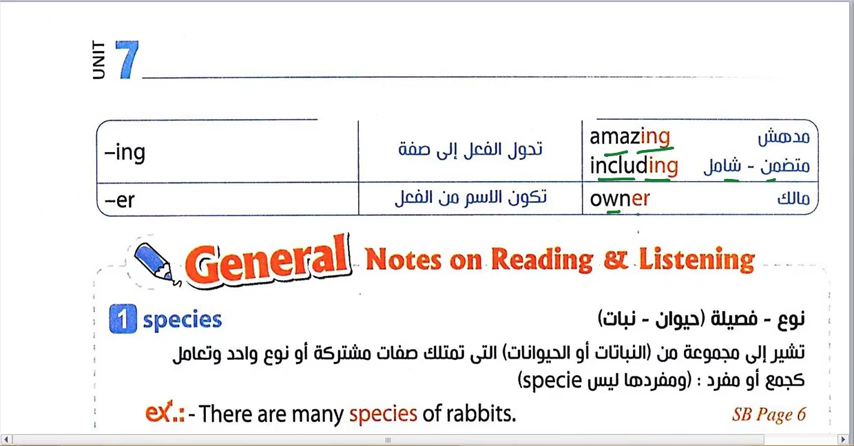 UNIT 7
–ing تحول الفعل إلى صفة amazing مدهش
including متضمن - شامل
–er تكون الاسم من الفعل owner مالك
General Notes on Reading & Listening
1 species نوع - فصيلة (حيوان - نبات)
تشير إلى مجموعة من (النباتات أو الحيوانات) التى تمتلك صفات مشتركة أو نوع واحد وتعامل
كجمع أو مفرد : (ومفردها ليس specie)
ex.: - There are many species of rabbits. SB Page 6